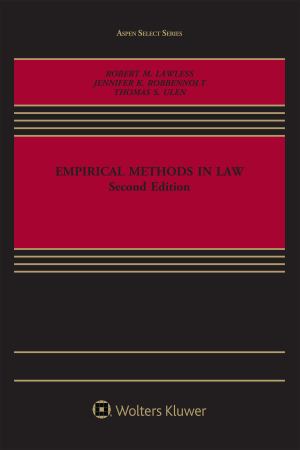 ASPEN SELECT SERIES
ROBERT M. LAWLESS
JENNIFER K. ROBBENNOLT
THOMAS S. ULEN
EMPIRICAL METHODS IN LAW
Second Edition
Wolters Kluwer